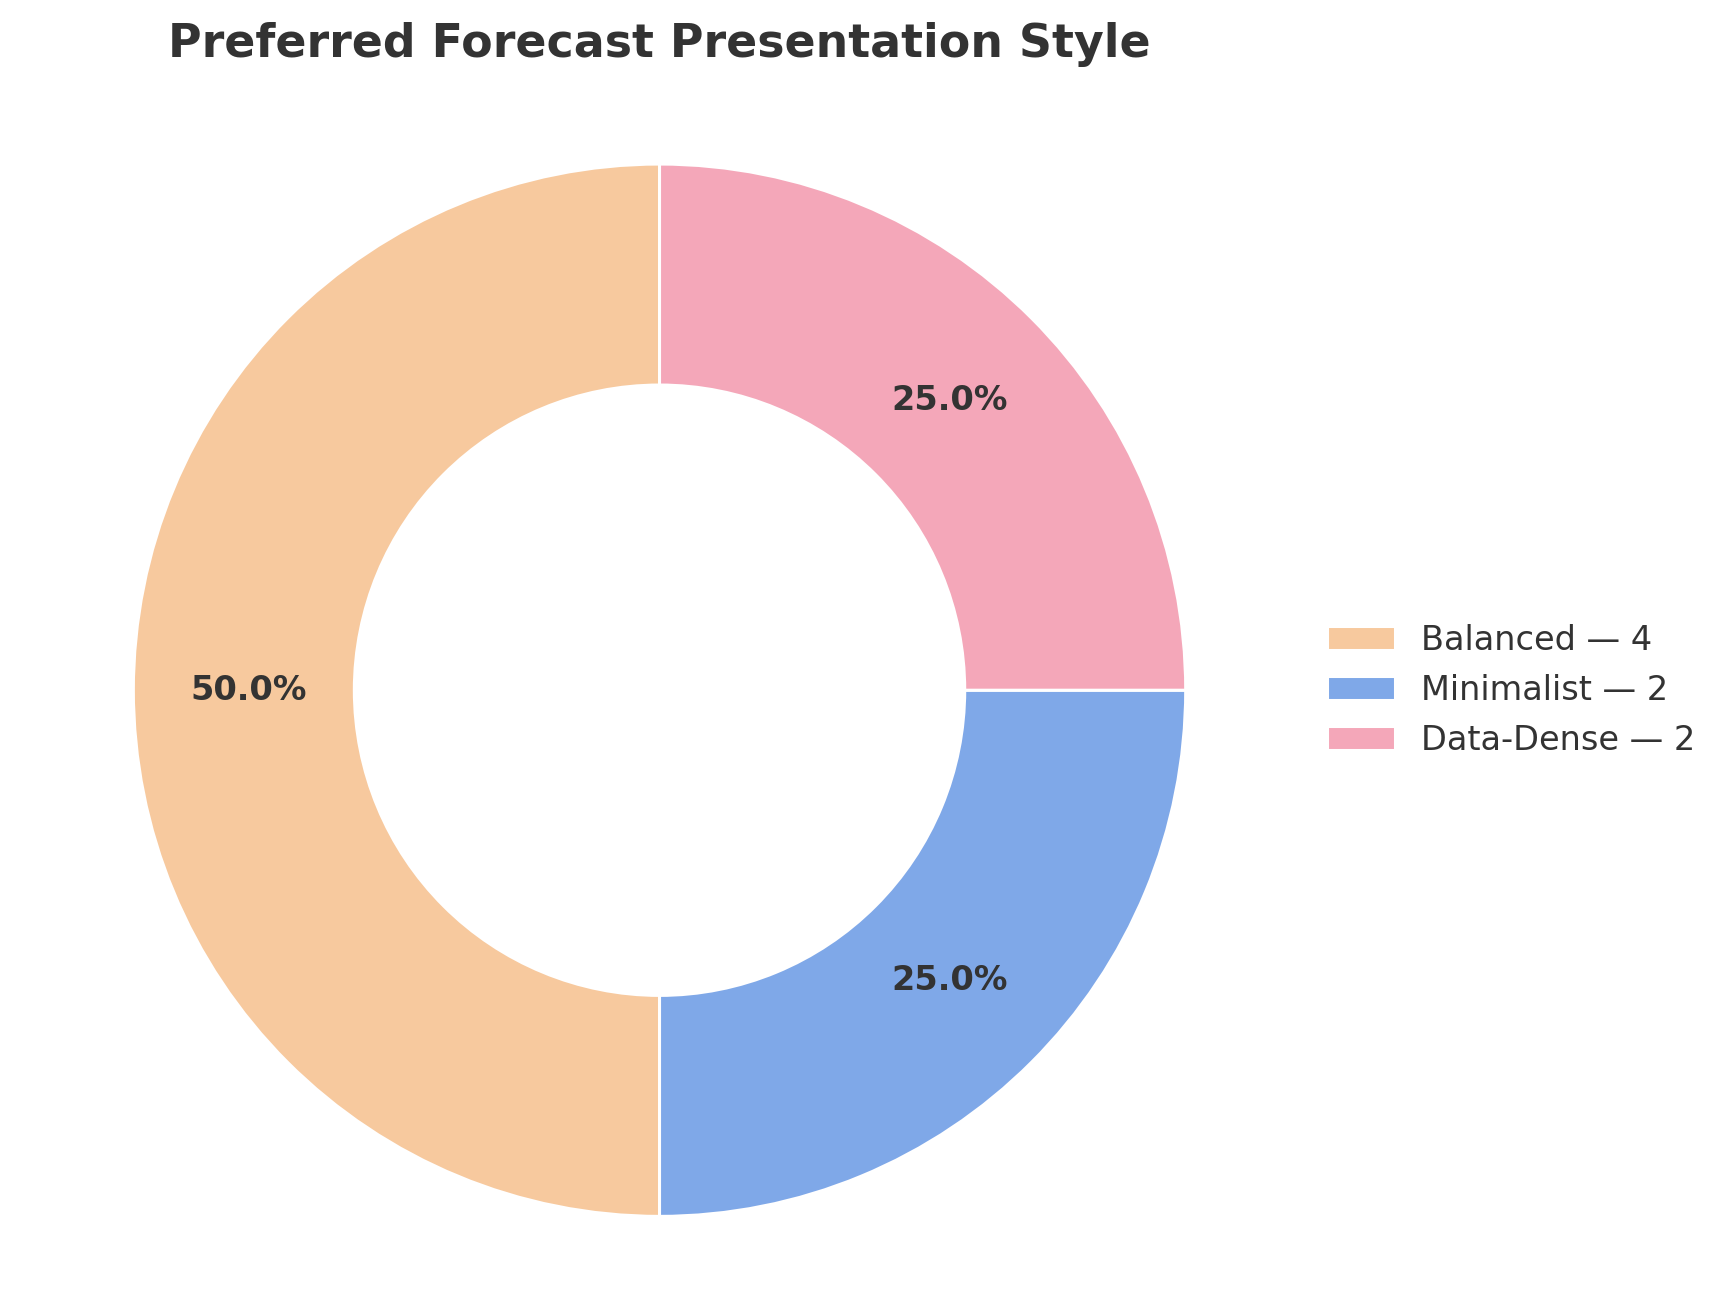 Preferred Forecast Presentation Style
25.0%
50.0%
25.0%
Balanced — 4
Minimalist — 2
Data-Dense — 2